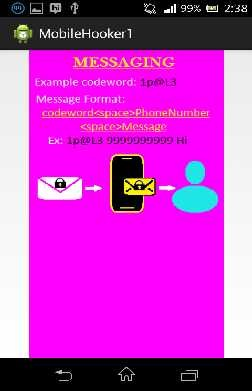 99% 2:38
MobileHooker1
MESSAGING
Example codeword: 1p@L3
Message Format:
codeword<space>PhoneNumber
<space>Message
Ex: 1p@L3 9999999999 Hi